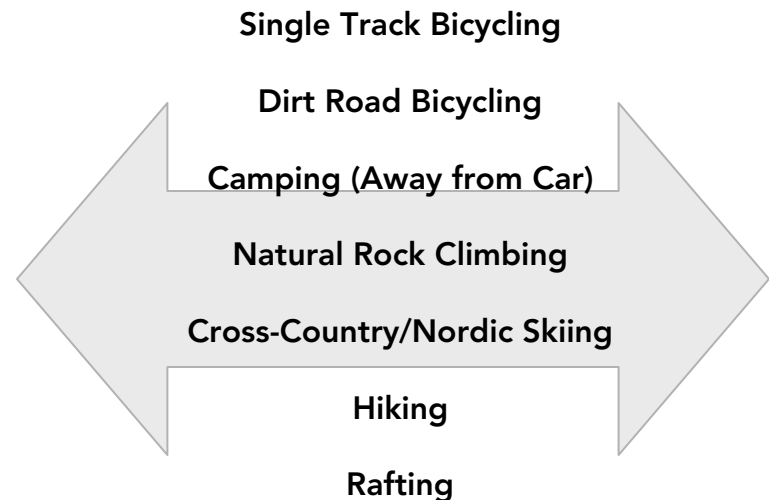 Single Track Bicycling
Dirt Road Bicycling
Camping (Away from Car)
Natural Rock Climbing
Cross-Country/Nordic Skiing
Hiking
Rafting